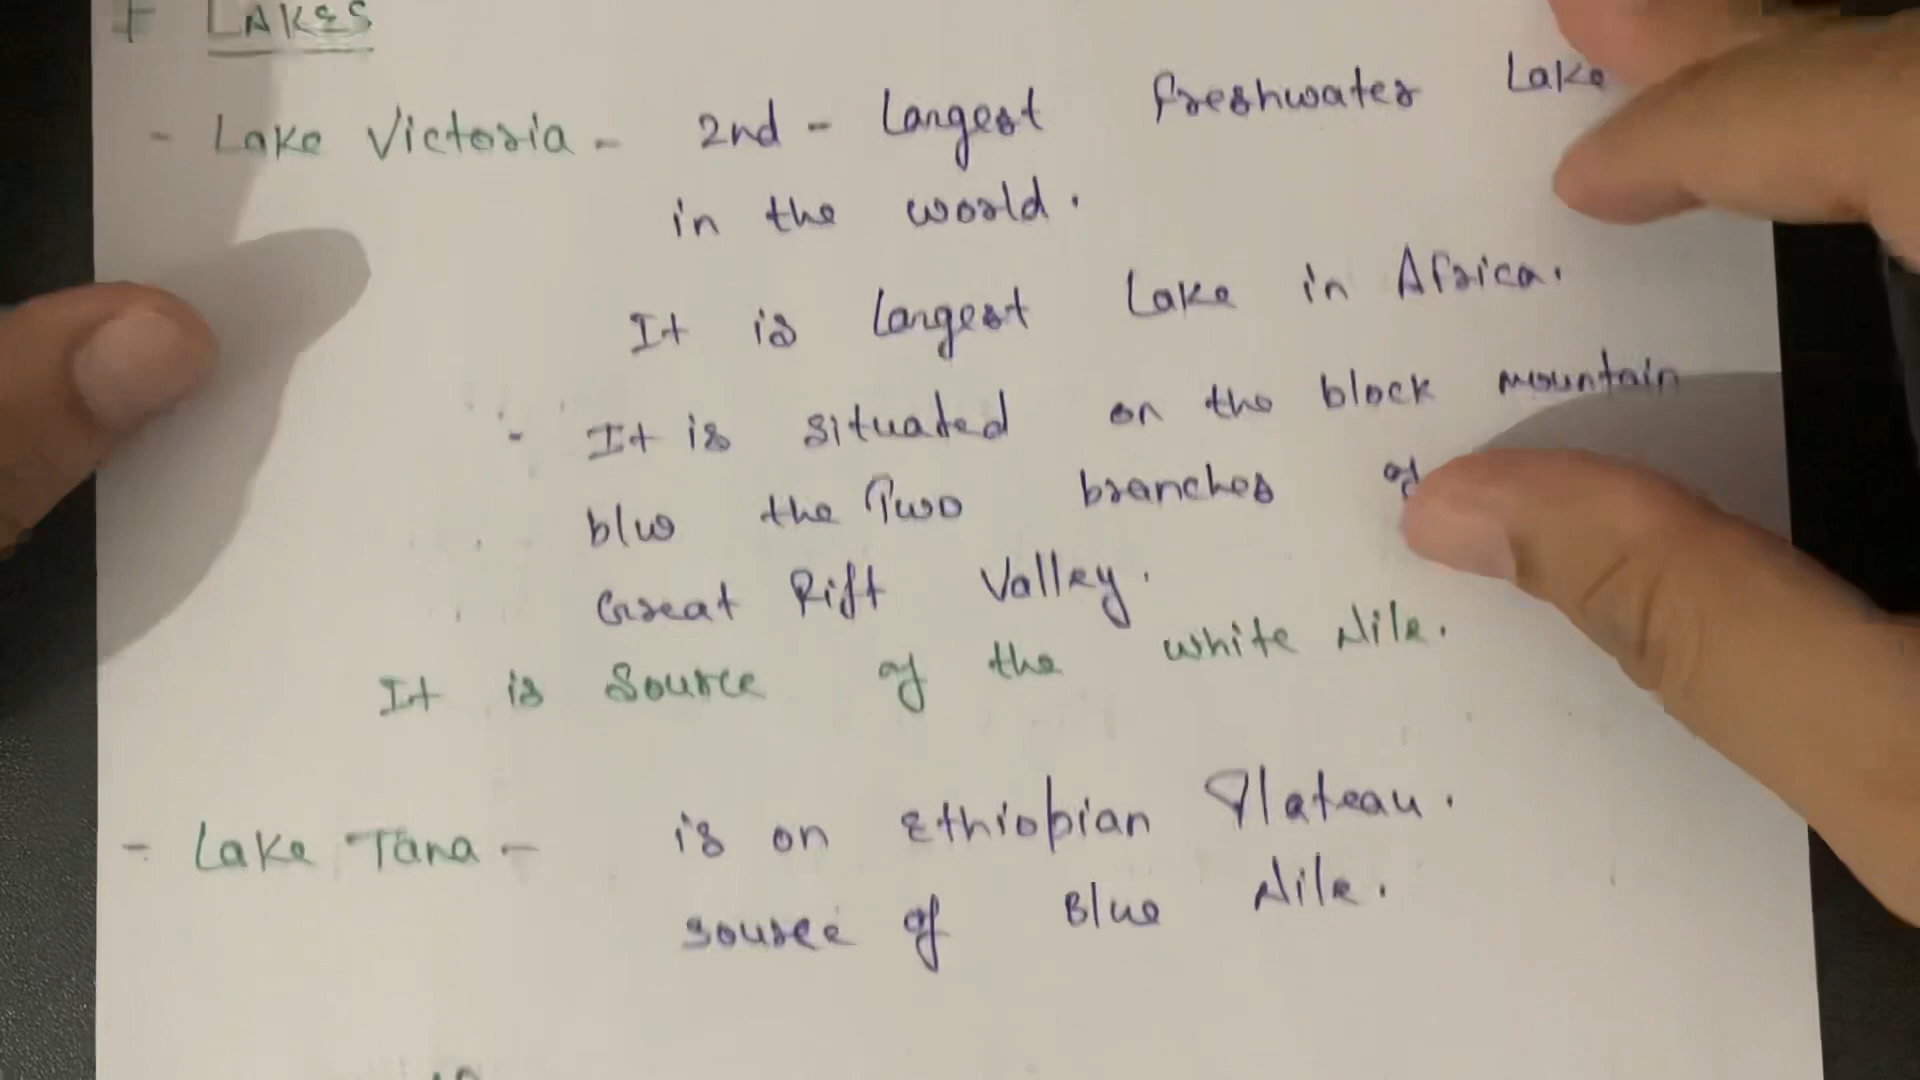 + LAKES
- Lake Victoria - 2nd - Largest freshwater Lake
in the world.
It is Largest Lake in Africa.
- It is situated on the block mountain
b/w the Two branches of
Great Rift Valley.
It is Source of the white Nile.
- Lake Tana - is on Ethiopian Plateau.
source of Blue Nile.